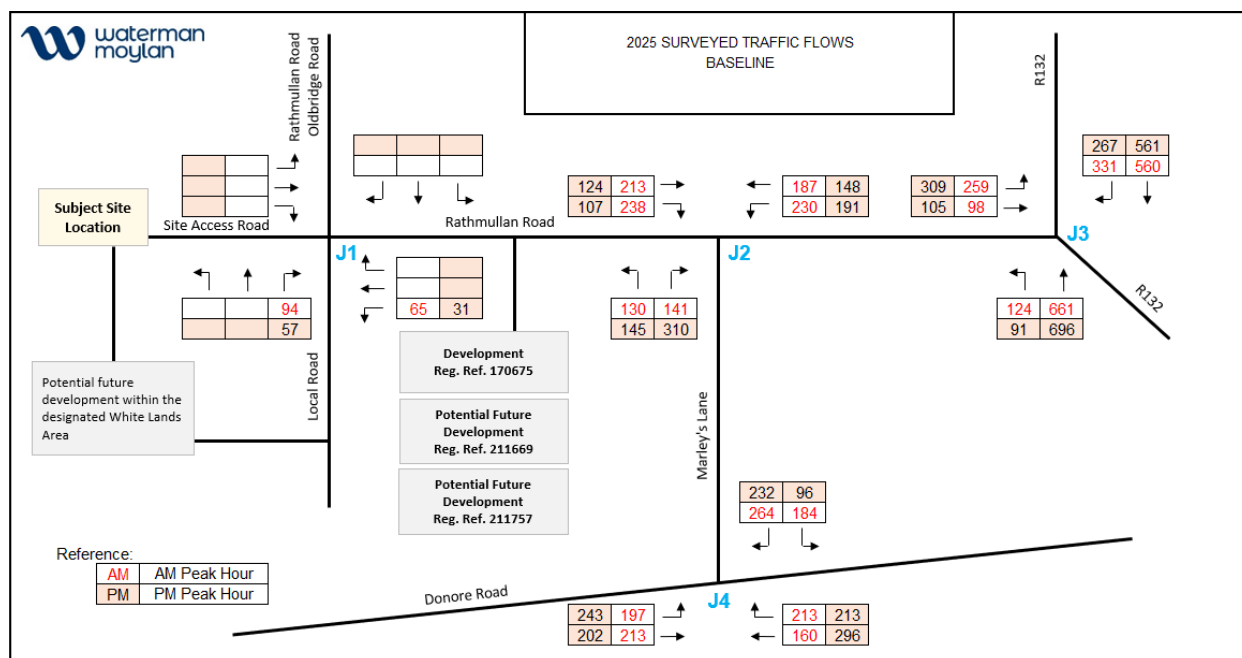 waterman
moylan
2025 SURVEYED TRAFFIC FLOWS
BASELINE
Rathmullan Road
Oldbridge Road
R132
267 561
331 560
124 213
107 238
187 148
230 191
309 259
105 98
Subject Site
Location
Site Access Road
Rathmullan Road
J1
J2
J3
R132
94
57
65 31
130 141
145 310
124 661
91 696
Local Road
Development
Reg. Ref. 170675
Potential future
development within the
designated White Lands
Area
Potential Future
Development
Reg. Ref. 211669
Marley's Lane
Potential Future
Development
Reg. Ref. 211757
232 96
264 184
Reference:
AM AM Peak Hour
PM PM Peak Hour
Donore Road
J4
243 197
202 213
213 213
160 296